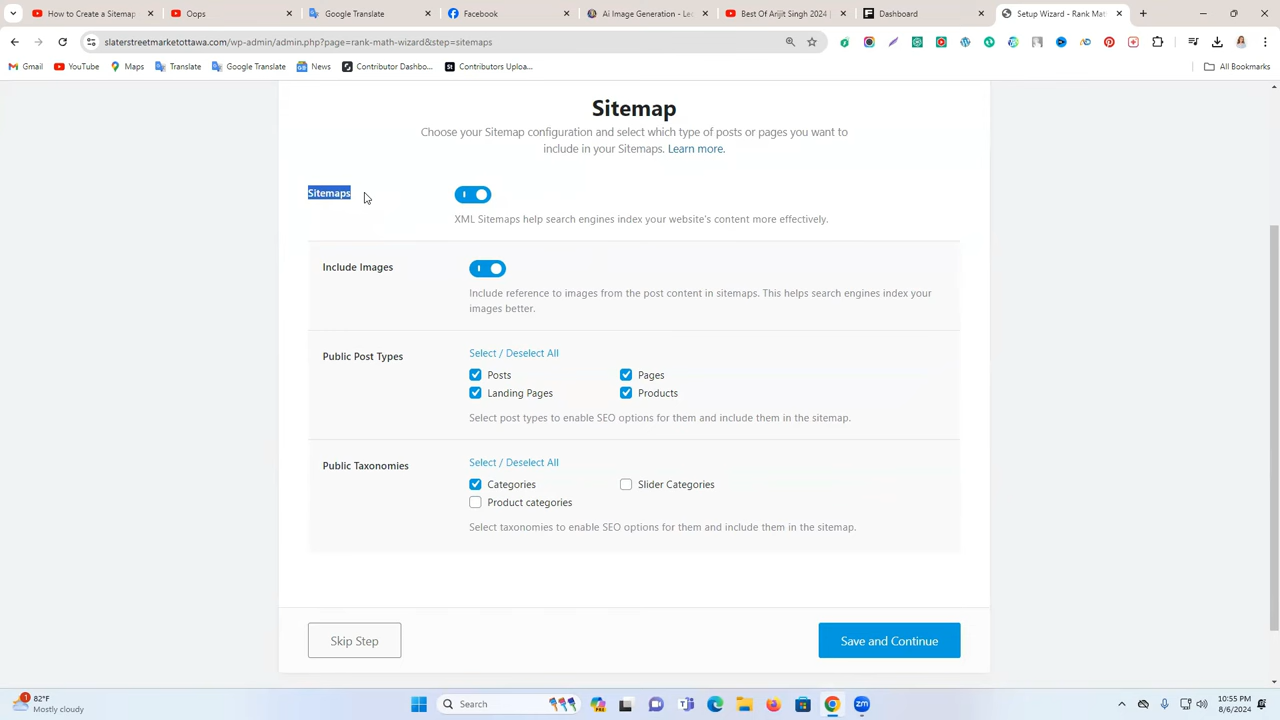 How to Create a Sitemap
Oops
Google Translate
Facebook
Ai Image Generation - Leo
Best Of Arijit Singh 2024 |
Dashboard
Setup Wizard - Rank Mat
slaterstreetmarketottawa.com/wp-admin/admin.php?page=rank-math-wizard&step=sitemaps
Gmail
YouTube
Maps
Translate
Google Translate
News
Contributor Dashbo...
Contributors Uploa...
All Bookmarks
Sitemap
Choose your Sitemap configuration and select which type of posts or pages you want to
include in your Sitemaps. Learn more.
Sitemaps
XML Sitemaps help search engines index your website's content more effectively.
Include Images
Include reference to images from the post content in sitemaps. This helps search engines index your
images better.
Public Post Types
Select / Deselect All
Posts
Pages
Landing Pages
Products
Select post types to enable SEO options for them and include them in the sitemap.
Public Taxonomies
Select / Deselect All
Categories
Slider Categories
Product categories
Select taxonomies to enable SEO options for them and include them in the sitemap.
Skip Step
Save and Continue
1
82°F
Mostly cloudy
Search
10:55 PM
8/6/2024